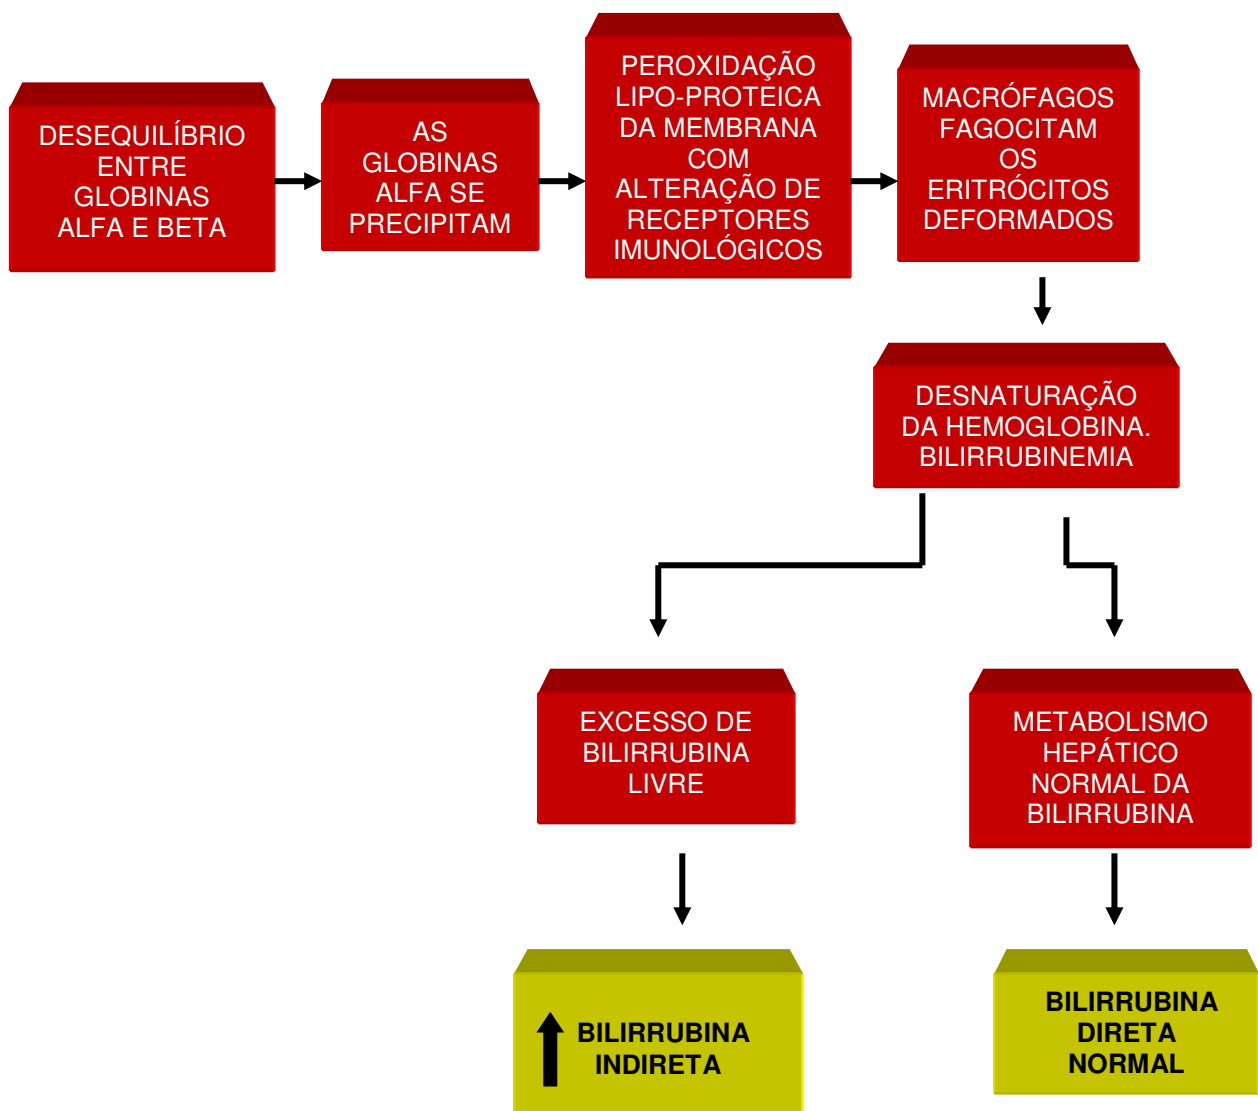 DESEQUILÍBRIO
ENTRE
GLOBINAS
ALFA E BETA
AS
GLOBINAS
ALFA SE
PRECIPITAM
PEROXIDAÇÃO
LIPO-PROTEICA
DA MEMBRANA
COM
ALTERAÇÃO DE
RECEPTORES
IMUNOLÓGICOS
MACRÓFAGOS
FAGOCITAM
OS
ERITRÓCITOS
DEFORMADOS
DESNATURAÇÃO
DA HEMOGLOBINA.
BILIRRUBINEMIA
EXCESSO DE
BILIRRUBINA
LIVRE
METABOLISMO
HEPÁTICO
NORMAL DA
BILIRRUBINA
BILIRRUBINA
INDIRETA
BILIRRUBINA
DIRETA
NORMAL